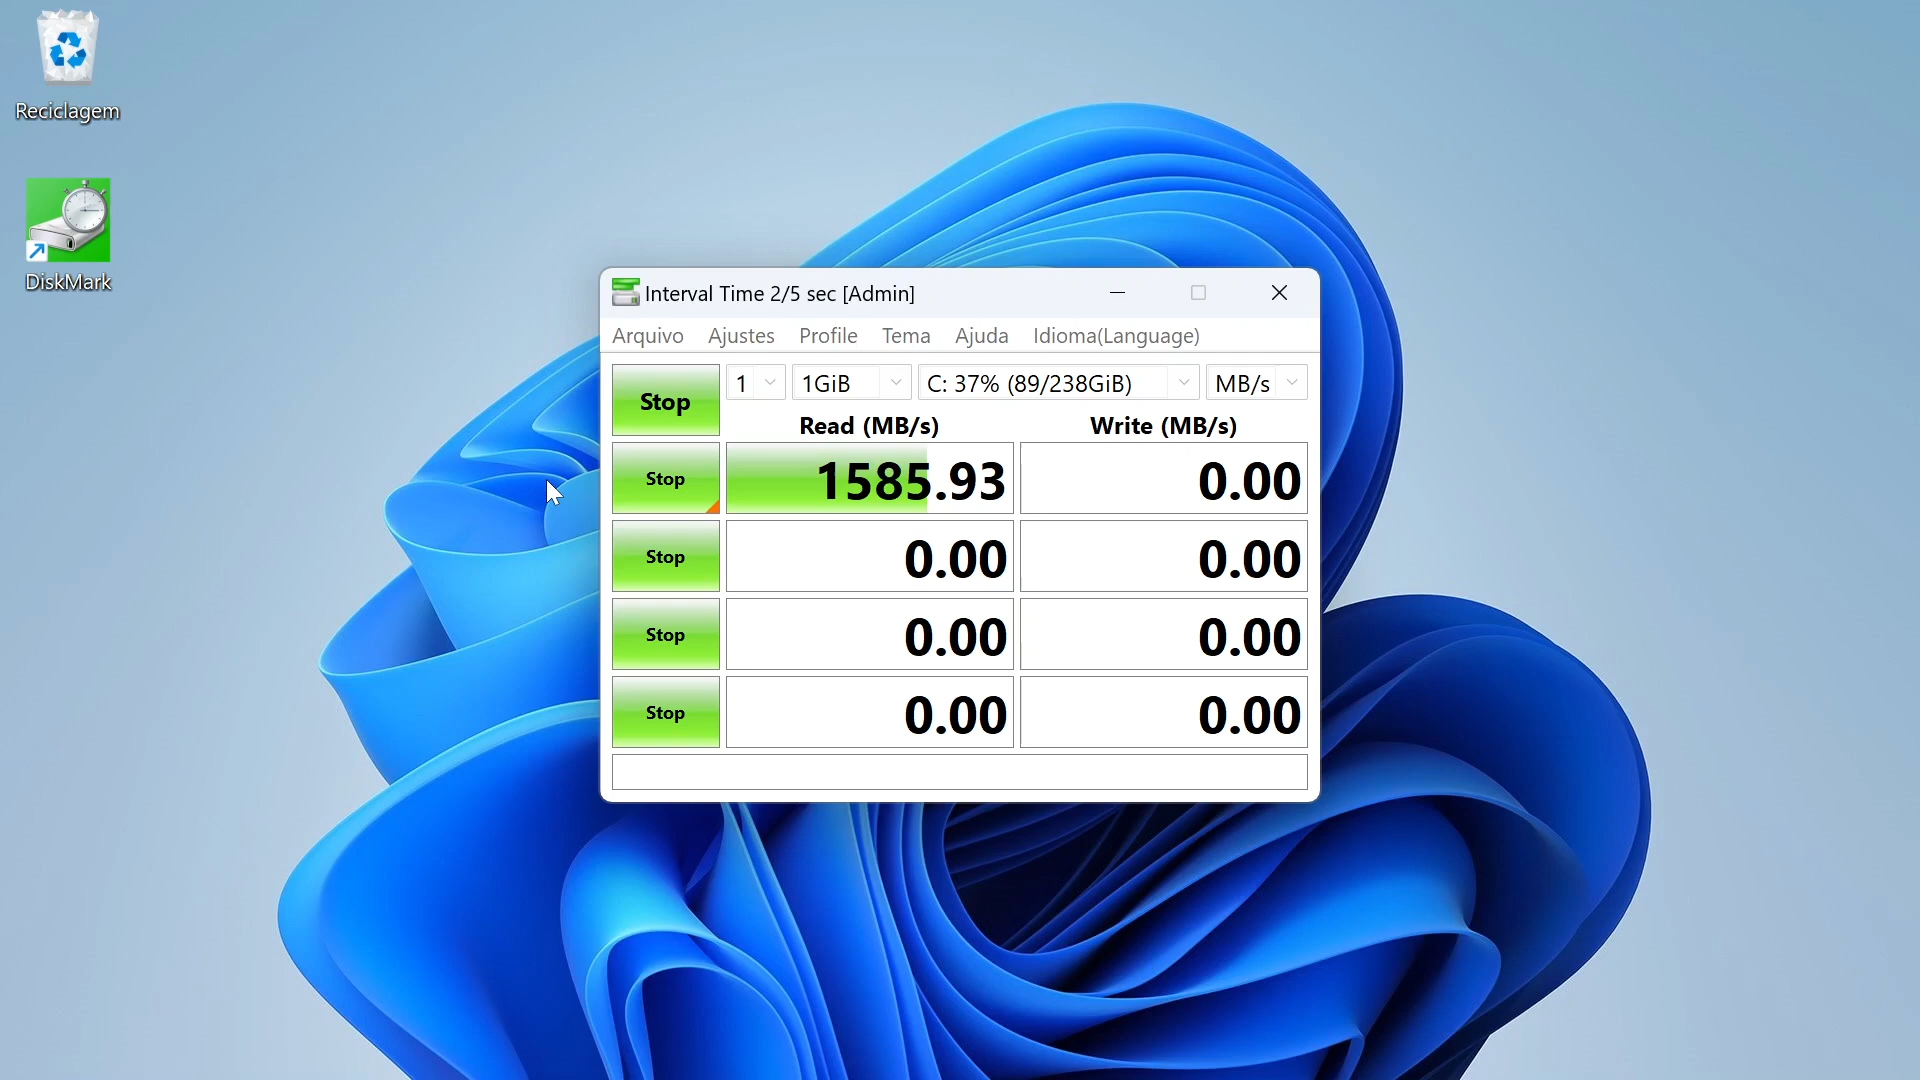 Reciclagem
DiskMark
Interval Time 2/5 sec [Admin]
Arquivo Ajustes Profile Tema Ajuda Idioma(Language)
Stop 1 1GiB C: 37% (89/238GiB) MB/s
Read (MB/s) Write (MB/s)
Stop 1585.93 0.00
Stop 0.00 0.00
Stop 0.00 0.00
Stop 0.00 0.00